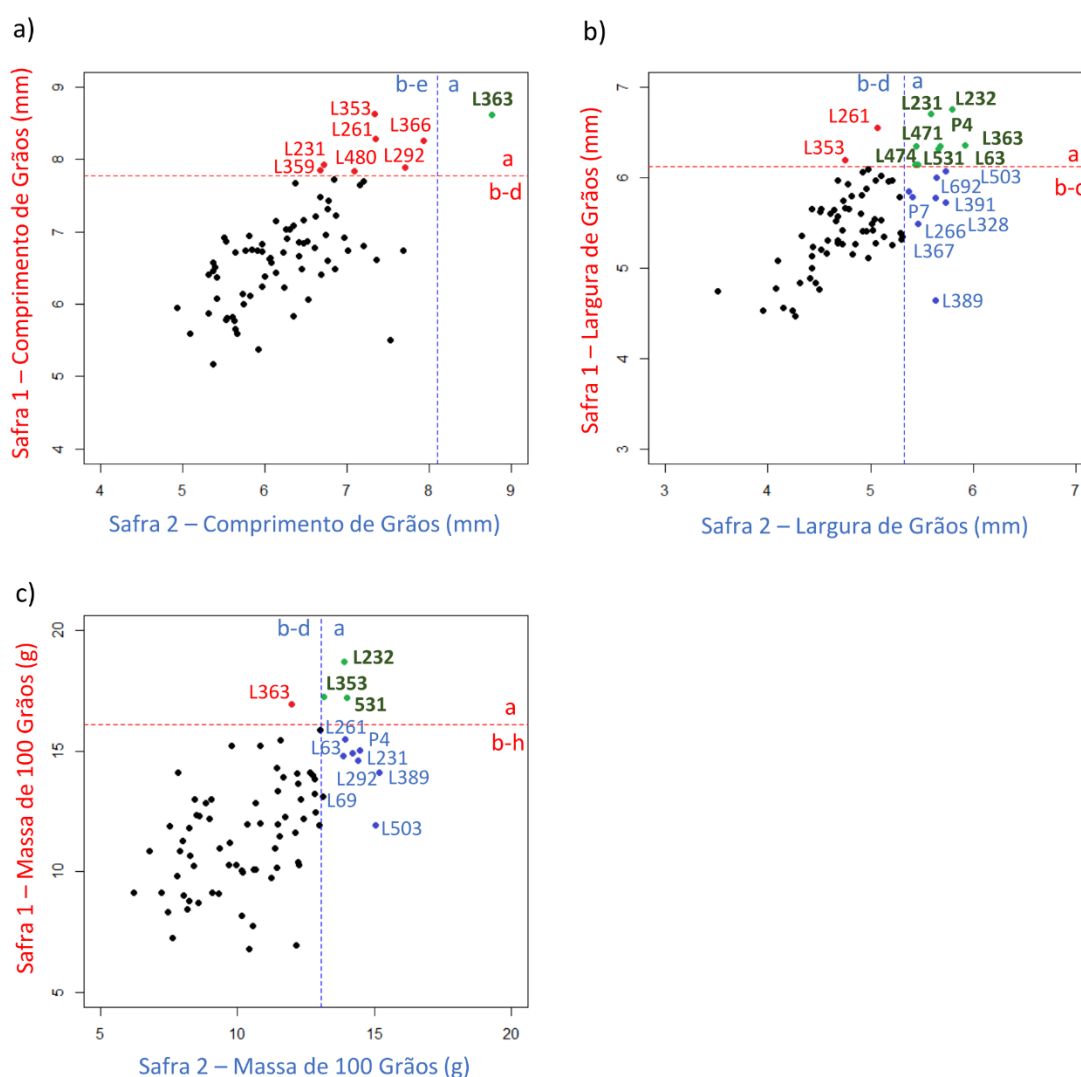 a)
Safra 1 – Comprimento de Grãos (mm)
9
8
7
6
5
4
b-e a
L363
L353
L261
L366
L231
L359
L480
L292
a
b-d
4 5 6 7 8 9
Safra 2 – Comprimento de Grãos (mm)
b)
Safra 1 – Largura de Grãos (mm)
7
6
5
4
3
b-d a
L231
L232
P4
L261
L471
L363
L353
L474
L531
L63
a
b-d
L503
L692
L391
P7
L266
L328
L367
L389
3 4 5 6 7
Safra 2 – Largura de Grãos (mm)
c)
Safra 1 – Massa de 100 Grãos (g)
20
15
10
5
b-d a
L232
L353
L363
531
a
b-h
L261
L63
P4
L231
L292
L389
L69
L503
5 10 15 20
Safra 2 – Massa de 100 Grãos (g)